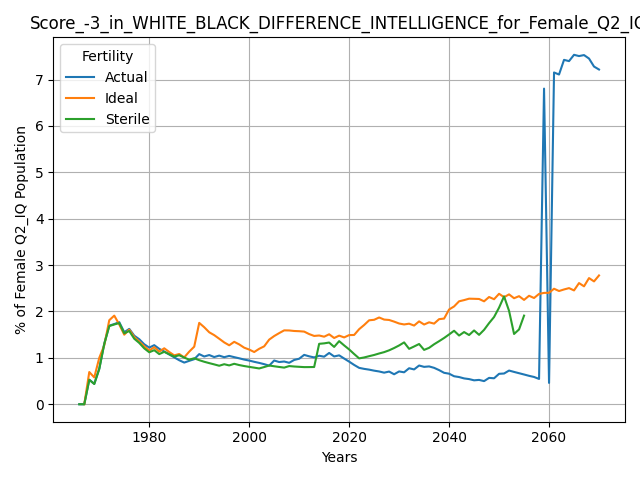 Score_-3_in_WHITE_BLACK_DIFFERENCE_INTELLIGENCE_for_Female_Q2_IQ
Fertility
Actual
Ideal
Sterile
% of Female Q2_IQ Population
7
6
5
4
3
2
1
0
1980 2000 2020 2040 2060
Years